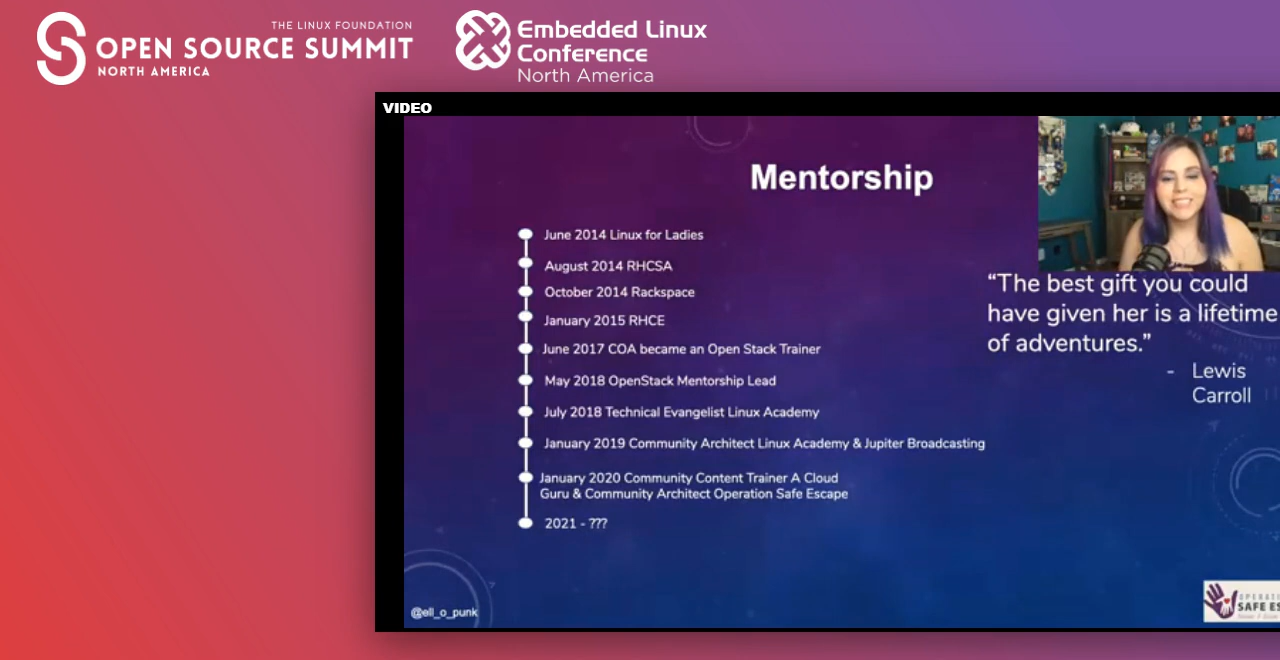 THE LINUX FOUNDATION
OPEN SOURCE SUMMIT
NORTH AMERICA
Embedded Linux
Conference
North America
VIDEO
Mentorship
June 2014 Linux for Ladies
August 2014 RHCSA
October 2014 Rackspace
January 2015 RHCE
June 2017 COA became an Open Stack Trainer
May 2018 OpenStack Mentorship Lead
July 2018 Technical Evangelist Linux Academy
January 2019 Community Architect Linux Academy & Jupiter Broadcasting
January 2020 Community Content Trainer A Cloud
Guru & Community Architect Operation Safe Escape
2021 - ???
“The best gift you could
have given her is a lifetime
of adventures.”
- Lewis
Carroll
@ell_o_punk
OPERATI
SAFE ES